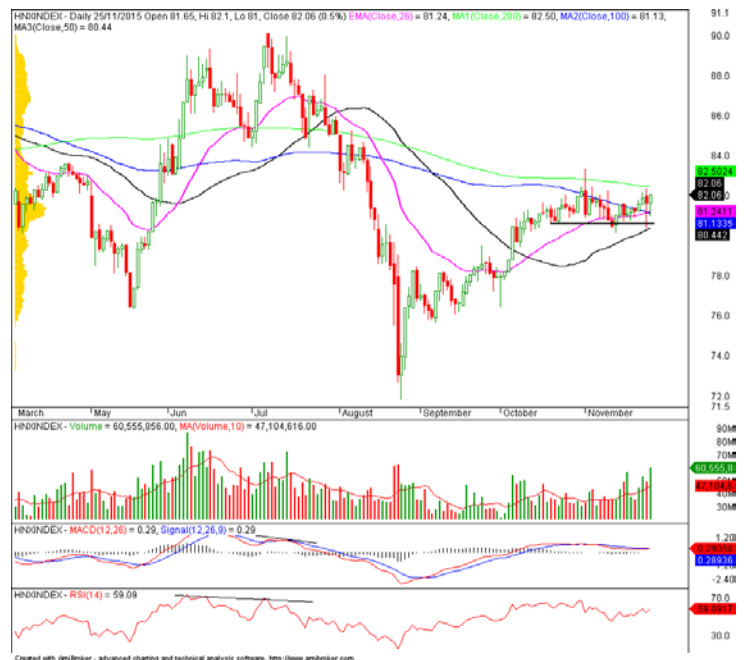 HNXINDEX - Daily 25/11/2015 Open 81.65, Hi 82.1, Lo 81, Close 82.06 (0.5%) EMA(Close,26) = 81.24, MA1(Close,200) = 82.50, MA2(Close,100) = 81.13,
MA3(Close,50) = 80.44
91.1
90.0
88.0
86.0
84.0
82.5024
82.06
82.06
81.2411
81.1335
80.442
78.0
76.0
74.0
72.0
71.5
March May Jun Jul August September October November
HNXINDEX - Volume = 60,555,856.00, MA(Volume,10) = 47,104,616.00
90M
80M
70M
60,555,8
47,104,6
40M
30M
HNXINDEX - MACD(12,26) = 0.29, Signal(12,26,9) = 0.29
1.20
0.29058
0.28936
-1.20
-2.40
HNXINDEX - RSI(14) = 59.09
70.0
59.0917
30.0
Created with AmiBroker - advanced charting and technical analysis software. http://www.amibroker.com